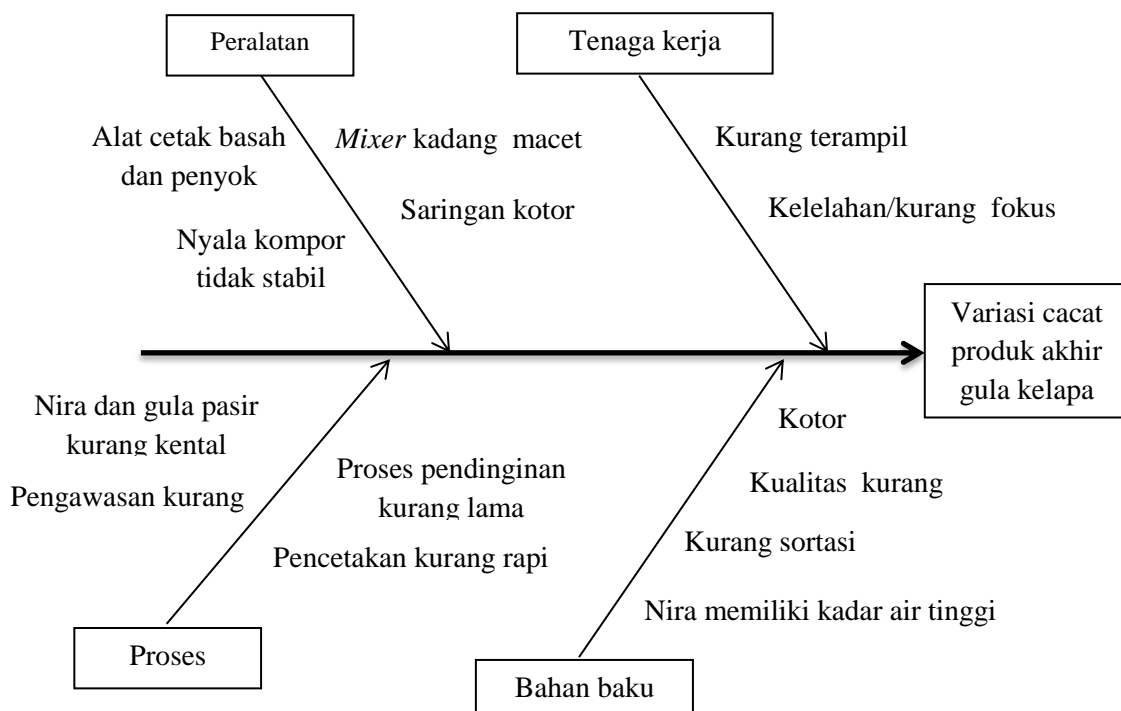 Peralatan
Tenaga kerja
Alat cetak basah
dan penyok
Mixer kadang macet
Saringan kotor
Nyala kompor
tidak stabil
Kurang terampil
Kelelahan/kurang fokus
Variasi cacat
produk akhir
gula kelapa
Nira dan gula pasir
kurang kental
Pengawasan kurang
Proses pendinginan
kurang lama
Pencetakan kurang rapi
Kotor
Kualitas kurang
Kurang sortasi
Nira memiliki kadar air tinggi
Proses
Bahan baku